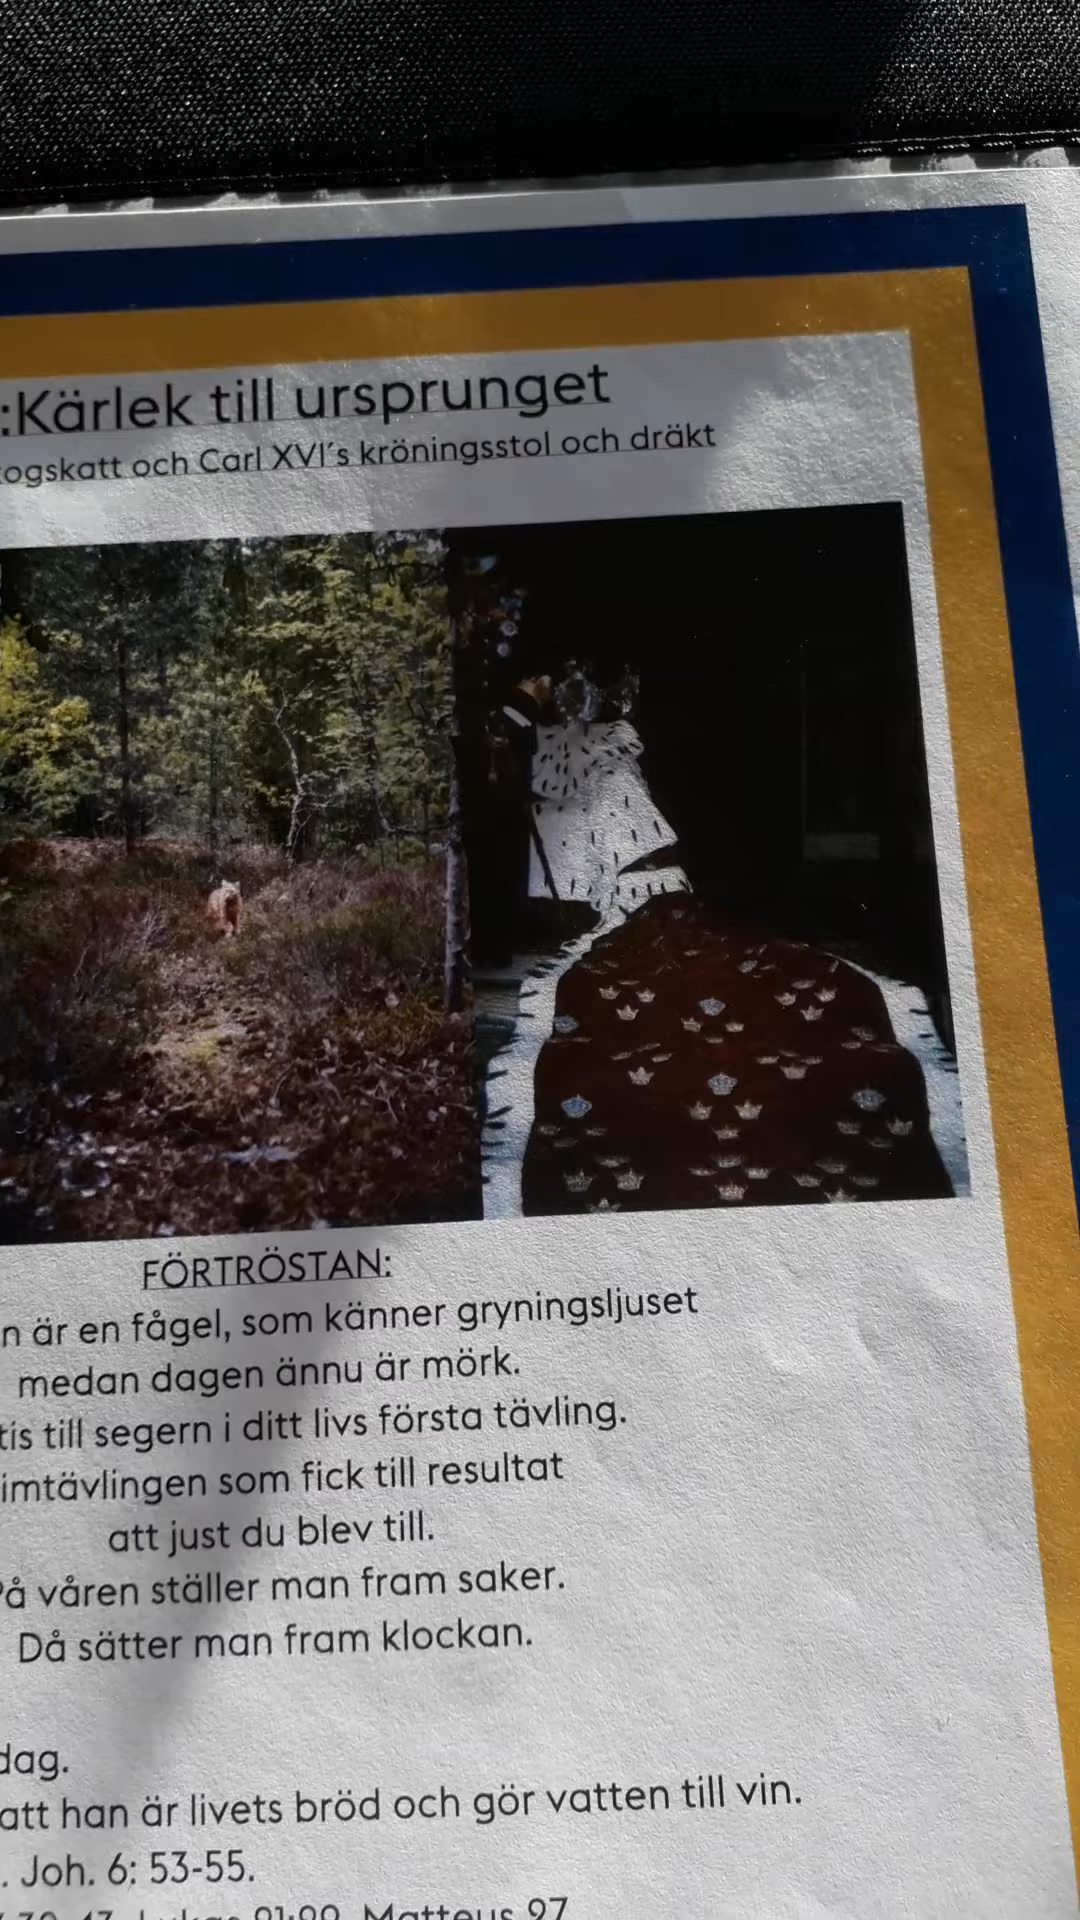 :Kärlek till ursprunget
ogskatt och Carl XVI´s kröningsstol och dräkt
FÖRTRÖSTAN:
n är en fågel, som känner gryningsljuset
medan dagen ännu är mörk.
tis till segern i ditt livs första tävling.
imtävlingen som fick till resultat
att just du blev till.
På våren ställer man fram saker.
Då sätter man fram klockan.
dag.
att han är livets bröd och gör vatten till vin.
. Joh. 6: 53-55.
Matteus 27